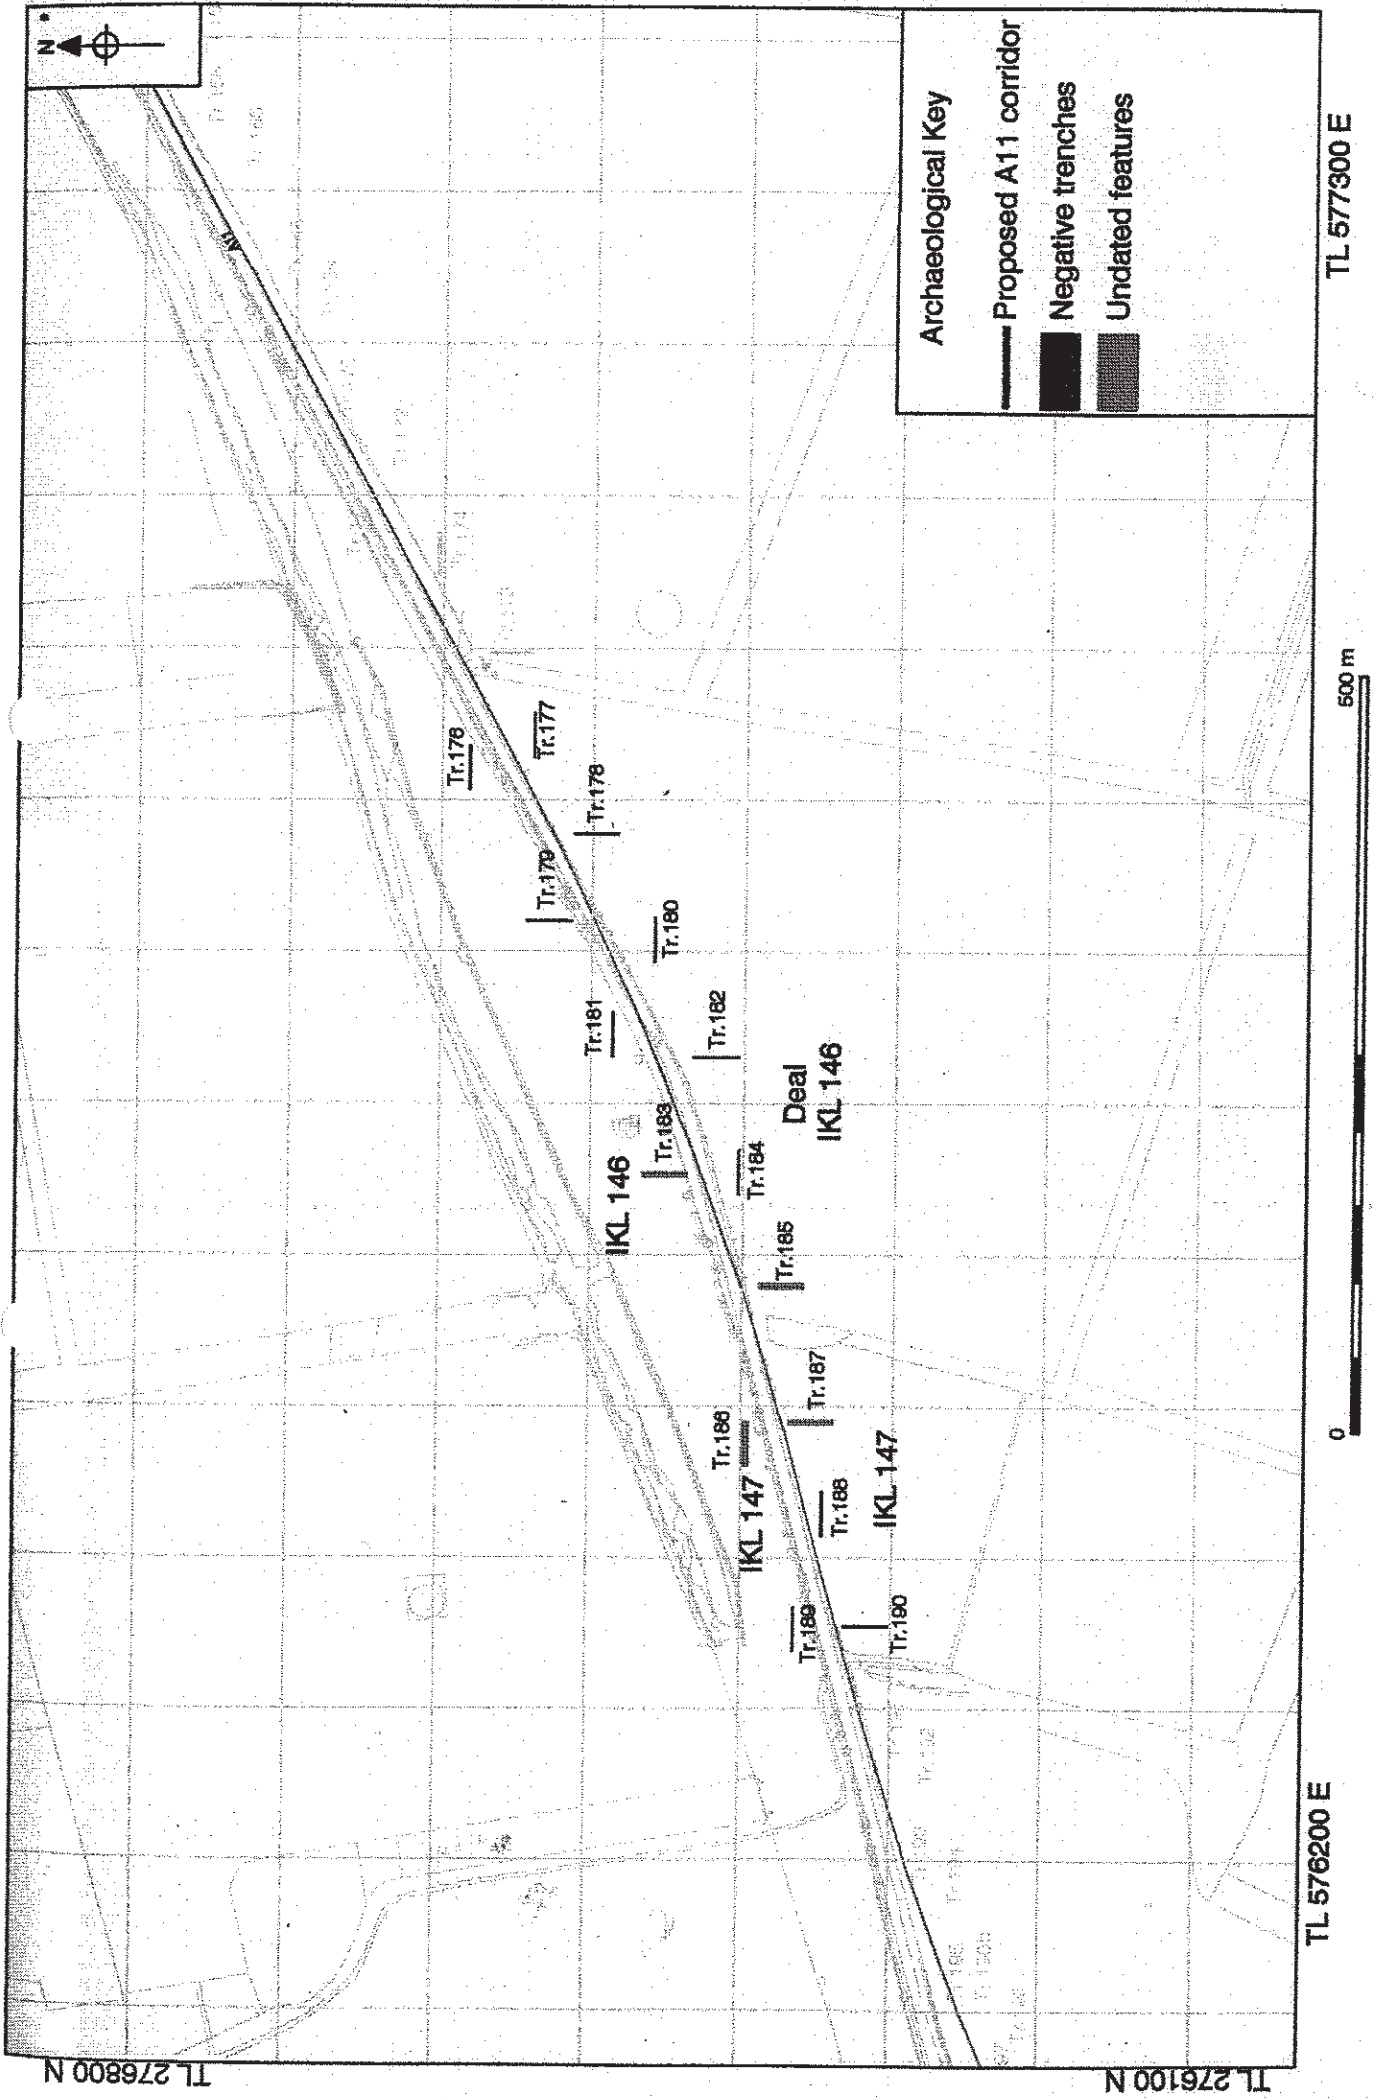 N
A11
Archaeological Key
Proposed A11 corridor
Negative trenches
Undated features
Tr.176
Tr.177
Tr.178
Tr.179
Tr.180
Tr.181
Tr.182
Deal
IKL 146
Tr.183
IKL 146
Tr.184
Tr.185
Tr.186
IKL 147
Tr.187
Tr.188
IKL 147
Tr.189
Tr.190
TL 276800 N
TL 276100 N
TL 576200 E
TL 577300 E
0
500 m